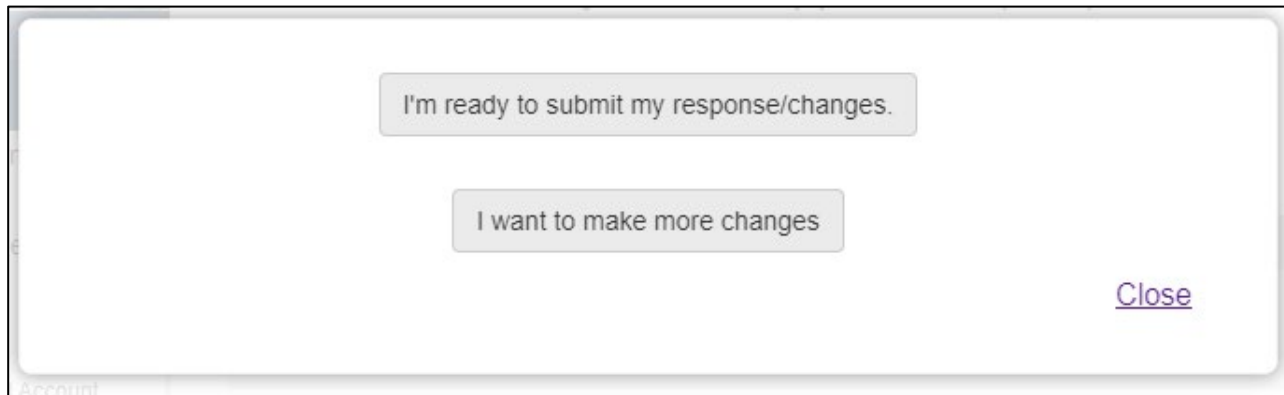 I'm ready to submit my response/changes.
I want to make more changes
Close
Account